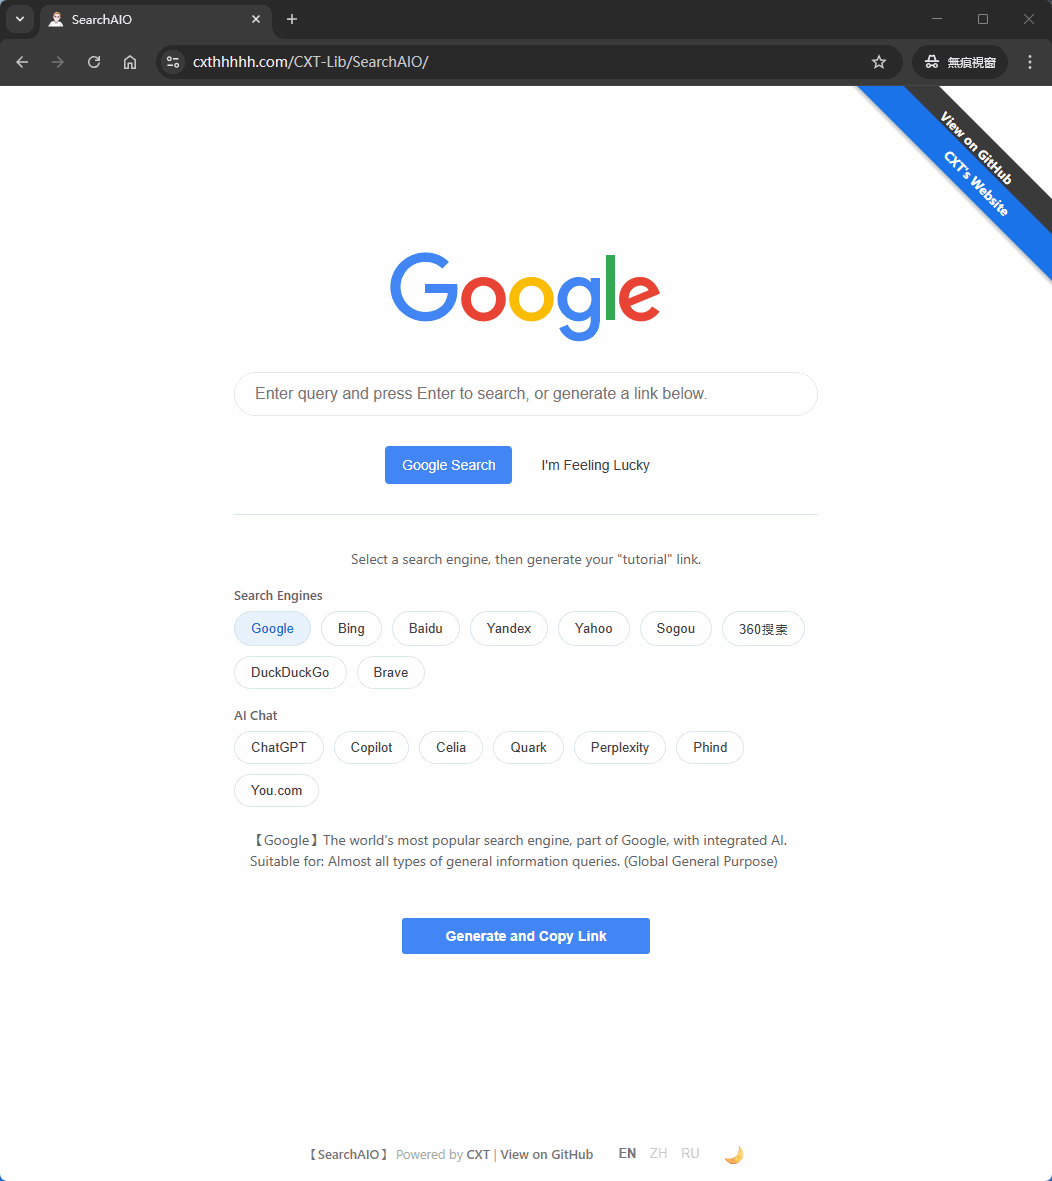 SearchAIO
cxthhhhh.com/CXT-Lib/SearchAIO/
無痕視窗
View on GitHub
CXT's Website
Google
Enter query and press Enter to search, or generate a link below.
Google Search
I'm Feeling Lucky
Select a search engine, then generate your "tutorial" link.
Search Engines
Google Bing Baidu Yandex Yahoo Sogou 360搜索
DuckDuckGo Brave
AI Chat
ChatGPT Copilot Celia Quark Perplexity Phind
You.com
【Google】The world's most popular search engine, part of Google, with integrated AI.
Suitable for: Almost all types of general information queries. (Global General Purpose)
Generate and Copy Link
【SearchAIO】 Powered by CXT | View on GitHub EN ZH RU